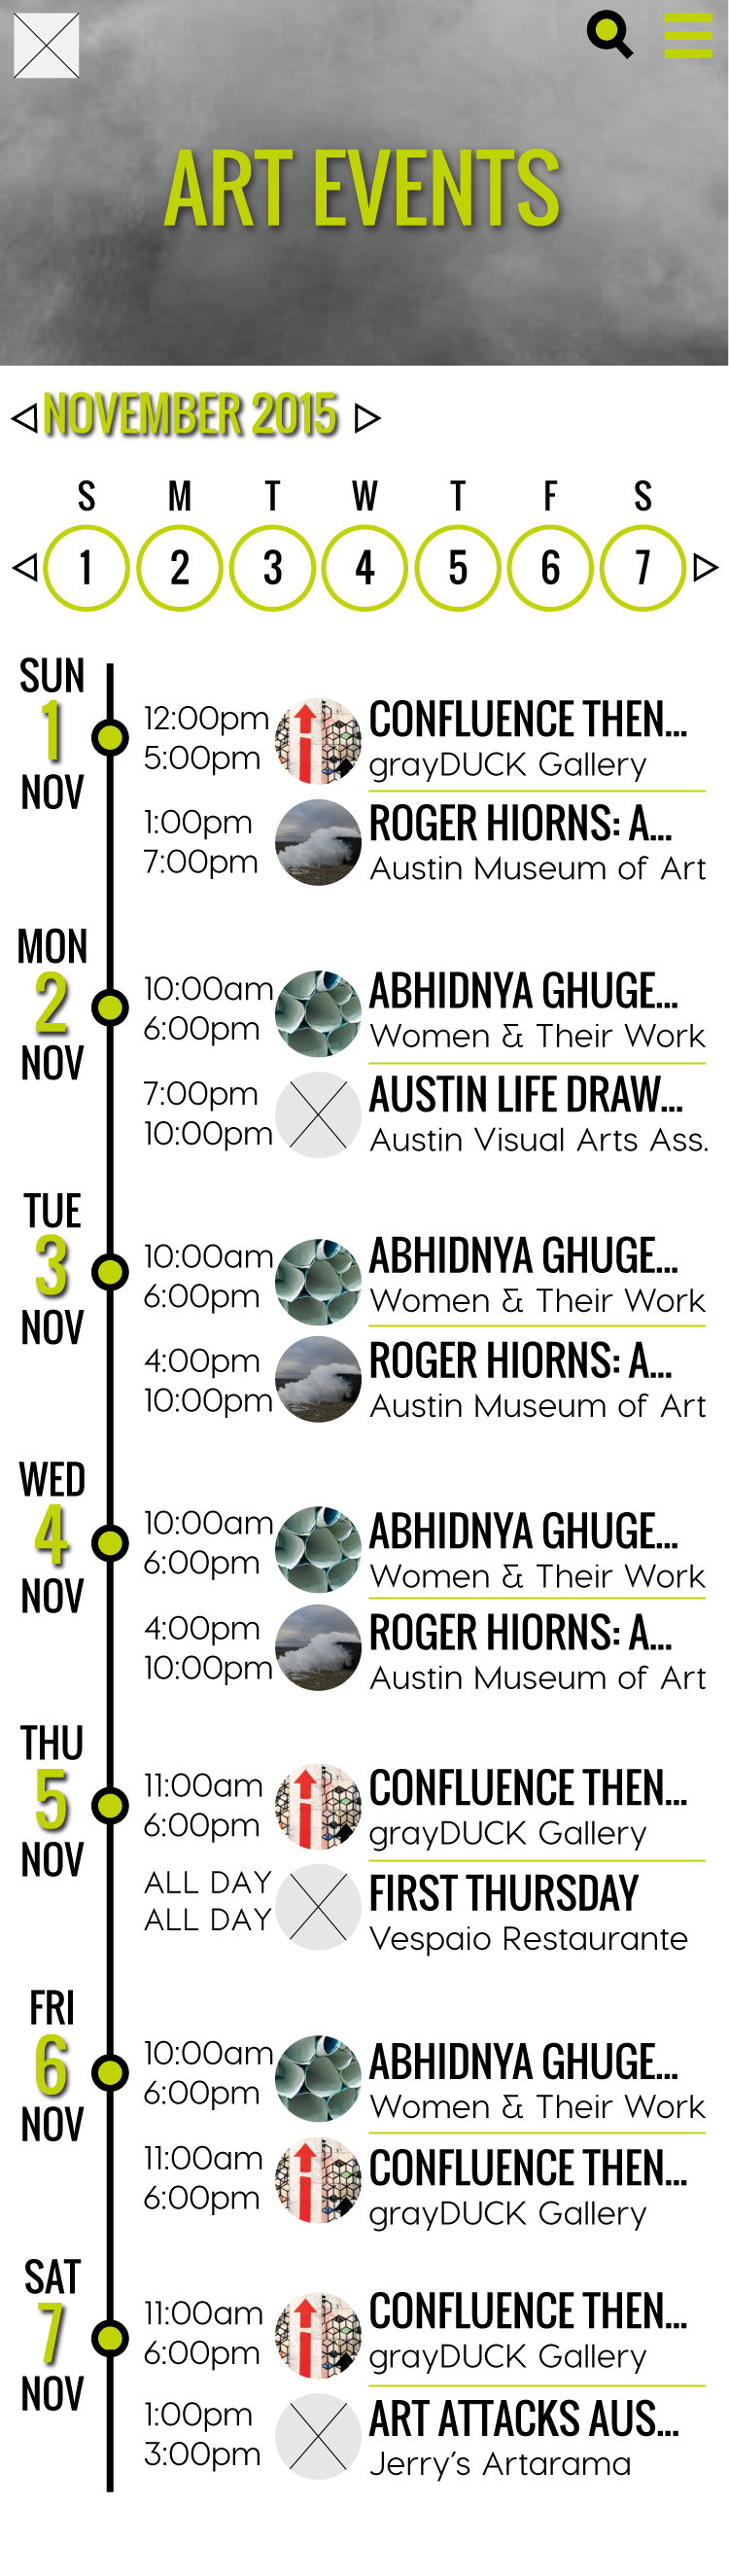 ART EVENTS
NOVEMBER 2015
S M T W T F S
1 2 3 4 5 6 7
SUN
1
NOV
12:00pm
5:00pm
CONFLUENCE THEN...
grayDUCK Gallery
1:00pm
7:00pm
ROGER HIORNS: A...
Austin Museum of Art
MON
2
NOV
10:00am
6:00pm
ABHIDNYA GHUGE...
Women & Their Work
7:00pm
10:00pm
AUSTIN LIFE DRAW...
Austin Visual Arts Ass.
TUE
3
NOV
10:00am
6:00pm
ABHIDNYA GHUGE...
Women & Their Work
4:00pm
10:00pm
ROGER HIORNS: A...
Austin Museum of Art
WED
4
NOV
10:00am
6:00pm
ABHIDNYA GHUGE...
Women & Their Work
4:00pm
10:00pm
ROGER HIORNS: A...
Austin Museum of Art
THU
5
NOV
11:00am
6:00pm
CONFLUENCE THEN...
grayDUCK Gallery
ALL DAY
ALL DAY
FIRST THURSDAY
Vespaio Restaurante
FRI
6
NOV
10:00am
6:00pm
ABHIDNYA GHUGE...
Women & Their Work
11:00am
6:00pm
CONFLUENCE THEN...
grayDUCK Gallery
SAT
7
NOV
11:00am
6:00pm
CONFLUENCE THEN...
grayDUCK Gallery
1:00pm
3:00pm
ART ATTACKS AUS...
Jerry's Artarama